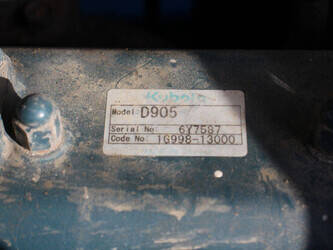 Kubota
Model: D905
Serial No: 6Y7587
Code No: 1G998-13000